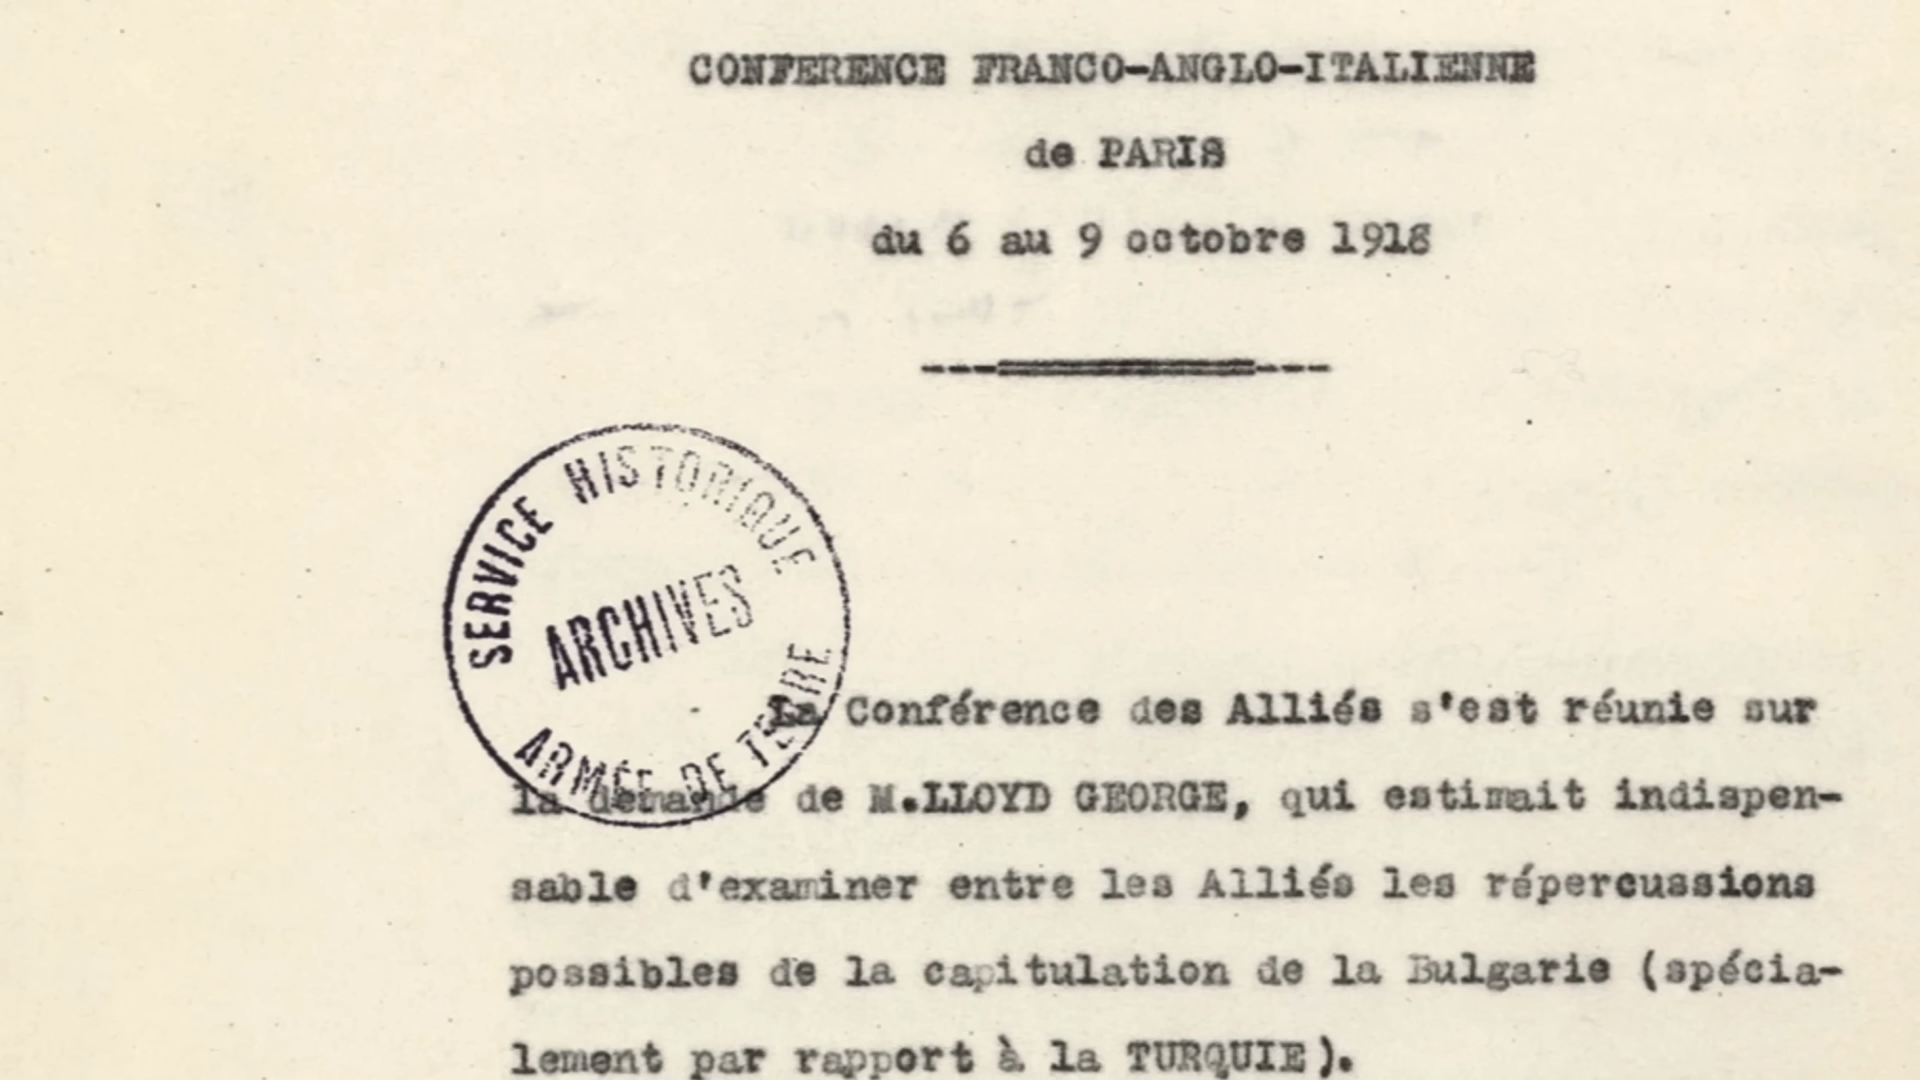 CONFERENCE FRANCO-ANGLO-ITALIENNE
de PARIS
du 6 au 9 octobre 1918
SERVICE HISTORIQUE
ARCHIVES
ARMÉE DE TERRE
La Conférence des Alliés s'est réunie sur
la demande de M.LLOYD GEORGE, qui estimait indispen-
sable d'examiner entre les Alliés les répercussions
possibles de la capitulation de la Bulgarie (spécia-
lement par rapport à la TURQUIE).